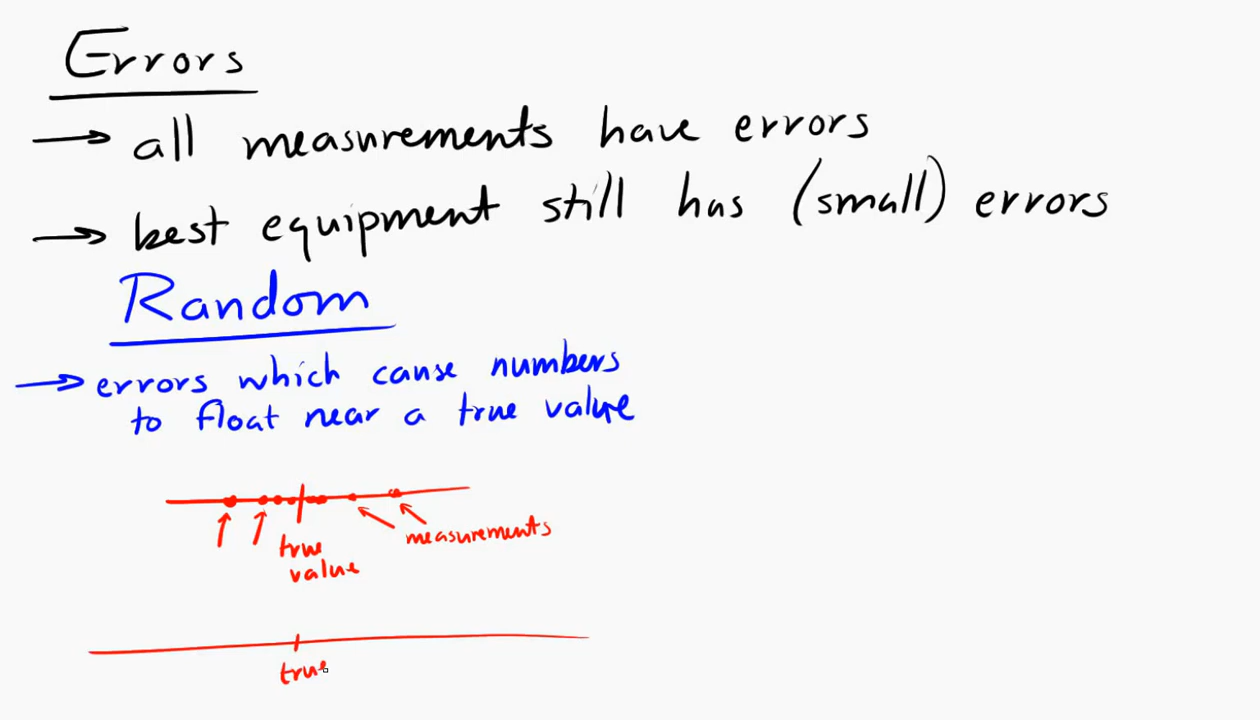 Errors
→ all measurements have errors
→ best equipment still has (small) errors
Random
→ errors which cause numbers
to float near a true value
true
value
measurements
true